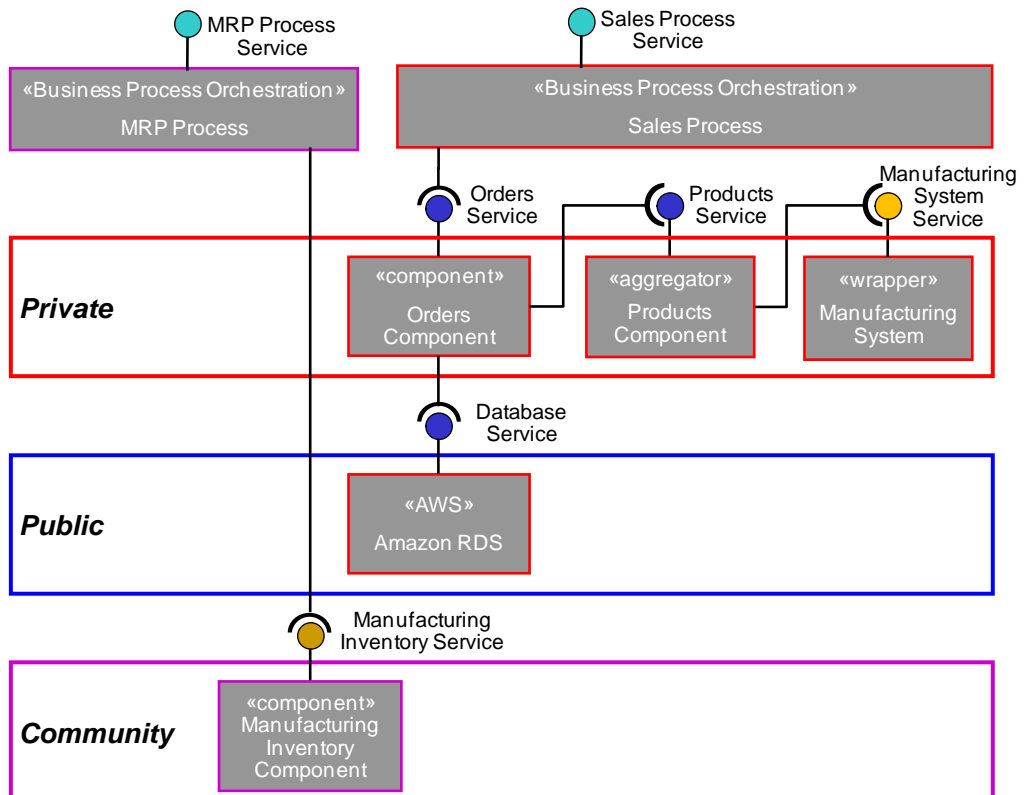 MRP Process
Service
Sales Process
Service
«Business Process Orchestration»
MRP Process
«Business Process Orchestration»
Sales Process
Orders
Service
Products
Service
Manufacturing
System
Service
Private
«component»
Orders
Component
«aggregator»
Products
Component
«wrapper»
Manufacturing
System
Database
Service
Public
«AWS»
Amazon RDS
Manufacturing
Inventory Service
Community
«component»
Manufacturing
Inventory
Component